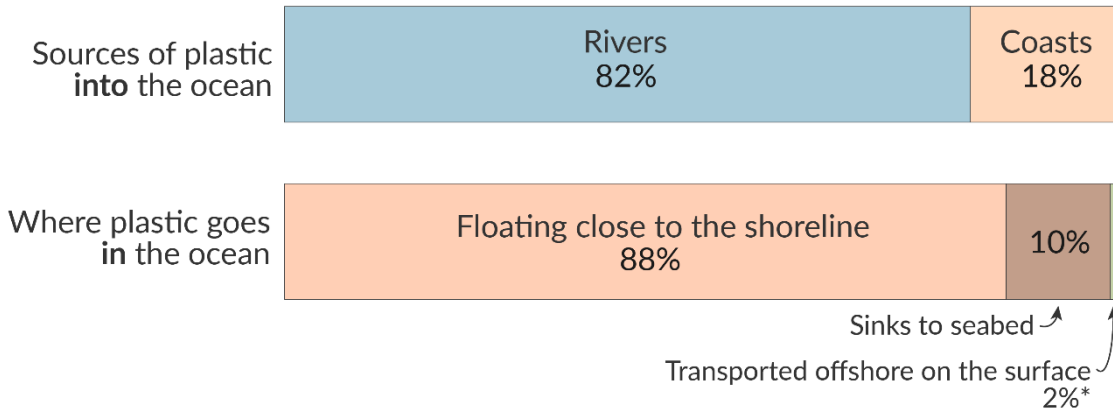 Sources of plastic
into the ocean
Rivers
82%
Coasts
18%
Where plastic goes
in the ocean
Floating close to the shoreline
88%
10%
Sinks to seabed
Transported offshore on the surface
2%*